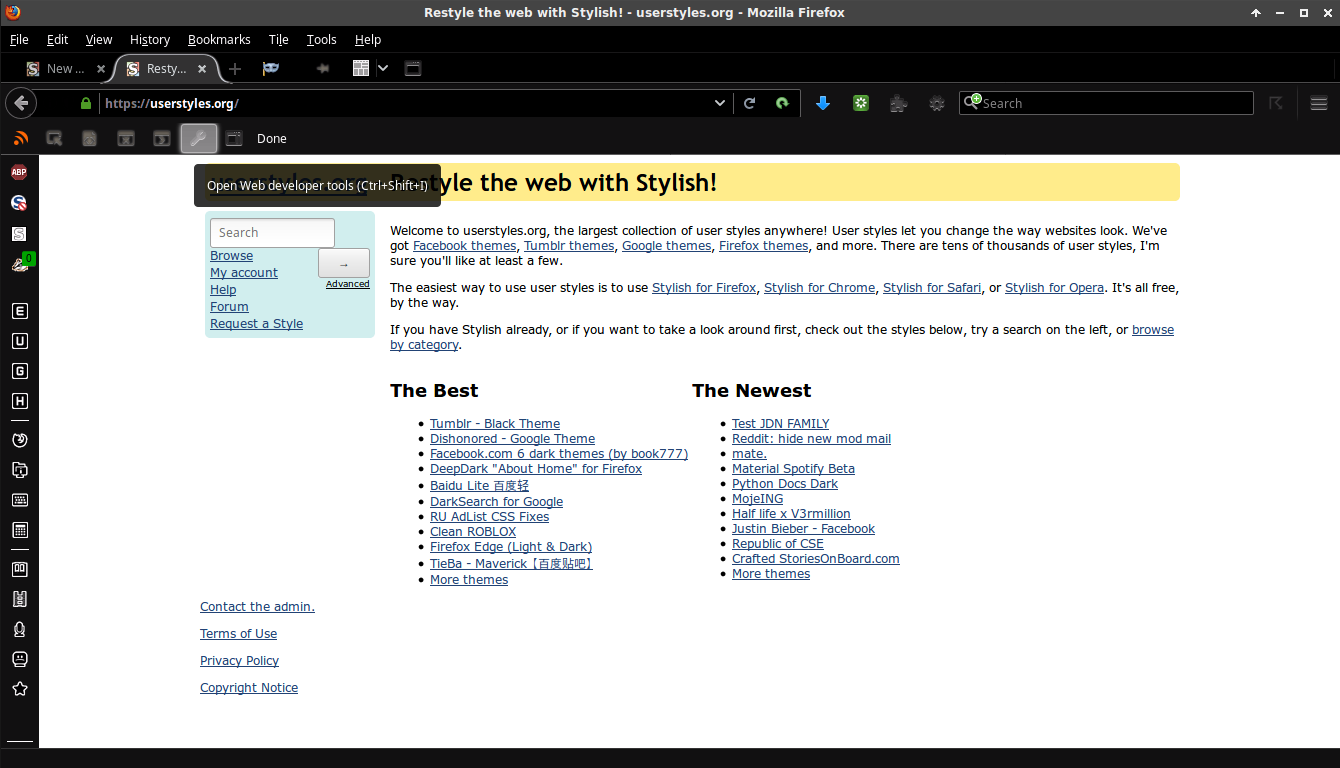 Restyle the web with Stylish! - userstyles.org - Mozilla Firefox
File Edit View History Bookmarks Tile Tools Help
New ... Resty...
https://userstyles.org/ Search
Done
ABP
Open Web developer tools (Ctrl+Shift+I)
userstyles.org Restyle the web with Stylish!
Search
→
Advanced
Browse
My account
Help
Forum
Request a Style
0
E
U
G
H
Welcome to userstyles.org, the largest collection of user styles anywhere! User styles let you change the way websites look. We've
got Facebook themes, Tumblr themes, Google themes, Firefox themes, and more. There are tens of thousands of user styles, I'm
sure you'll like at least a few.
The easiest way to use user styles is to use Stylish for Firefox, Stylish for Chrome, Stylish for Safari, or Stylish for Opera. It's all free,
by the way.
If you have Stylish already, or if you want to take a look around first, check out the styles below, try a search on the left, or browse
by category.
The Best
Tumblr - Black Theme
Dishonored - Google Theme
Facebook.com 6 dark themes (by book777)
DeepDark "About Home" for Firefox
Baidu Lite 百度轻
DarkSearch for Google
RU AdList CSS Fixes
Clean ROBLOX
Firefox Edge (Light & Dark)
TieBa - Maverick【百度贴吧】
More themes
The Newest
Test JDN FAMILY
Reddit: hide new mod mail
mate.
Material Spotify Beta
Python Docs Dark
MojeING
Half life x V3rmillion
Justin Bieber - Facebook
Republic of CSE
Crafted StoriesOnBoard.com
More themes
Contact the admin.
Terms of Use
Privacy Policy
Copyright Notice